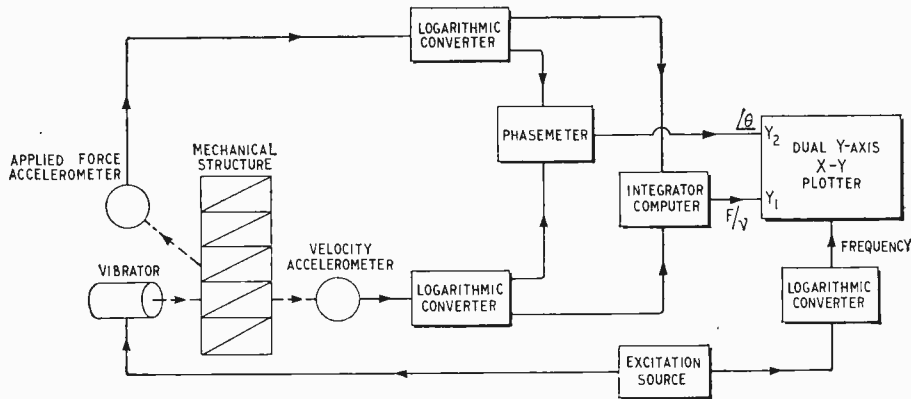 LOGARITHMIC
CONVERTER
PHASEMETER
∠θ
Y2
DUAL Y-AXIS
X-Y
PLOTTER
Y1
MECHANICAL
STRUCTURE
APPLIED FORCE
ACCELEROMETER
INTEGRATOR
COMPUTER
F/ν
VELOCITY
ACCELEROMETER
FREQUENCY
VIBRATOR
LOGARITHMIC
CONVERTER
LOGARITHMIC
CONVERTER
EXCITATION
SOURCE